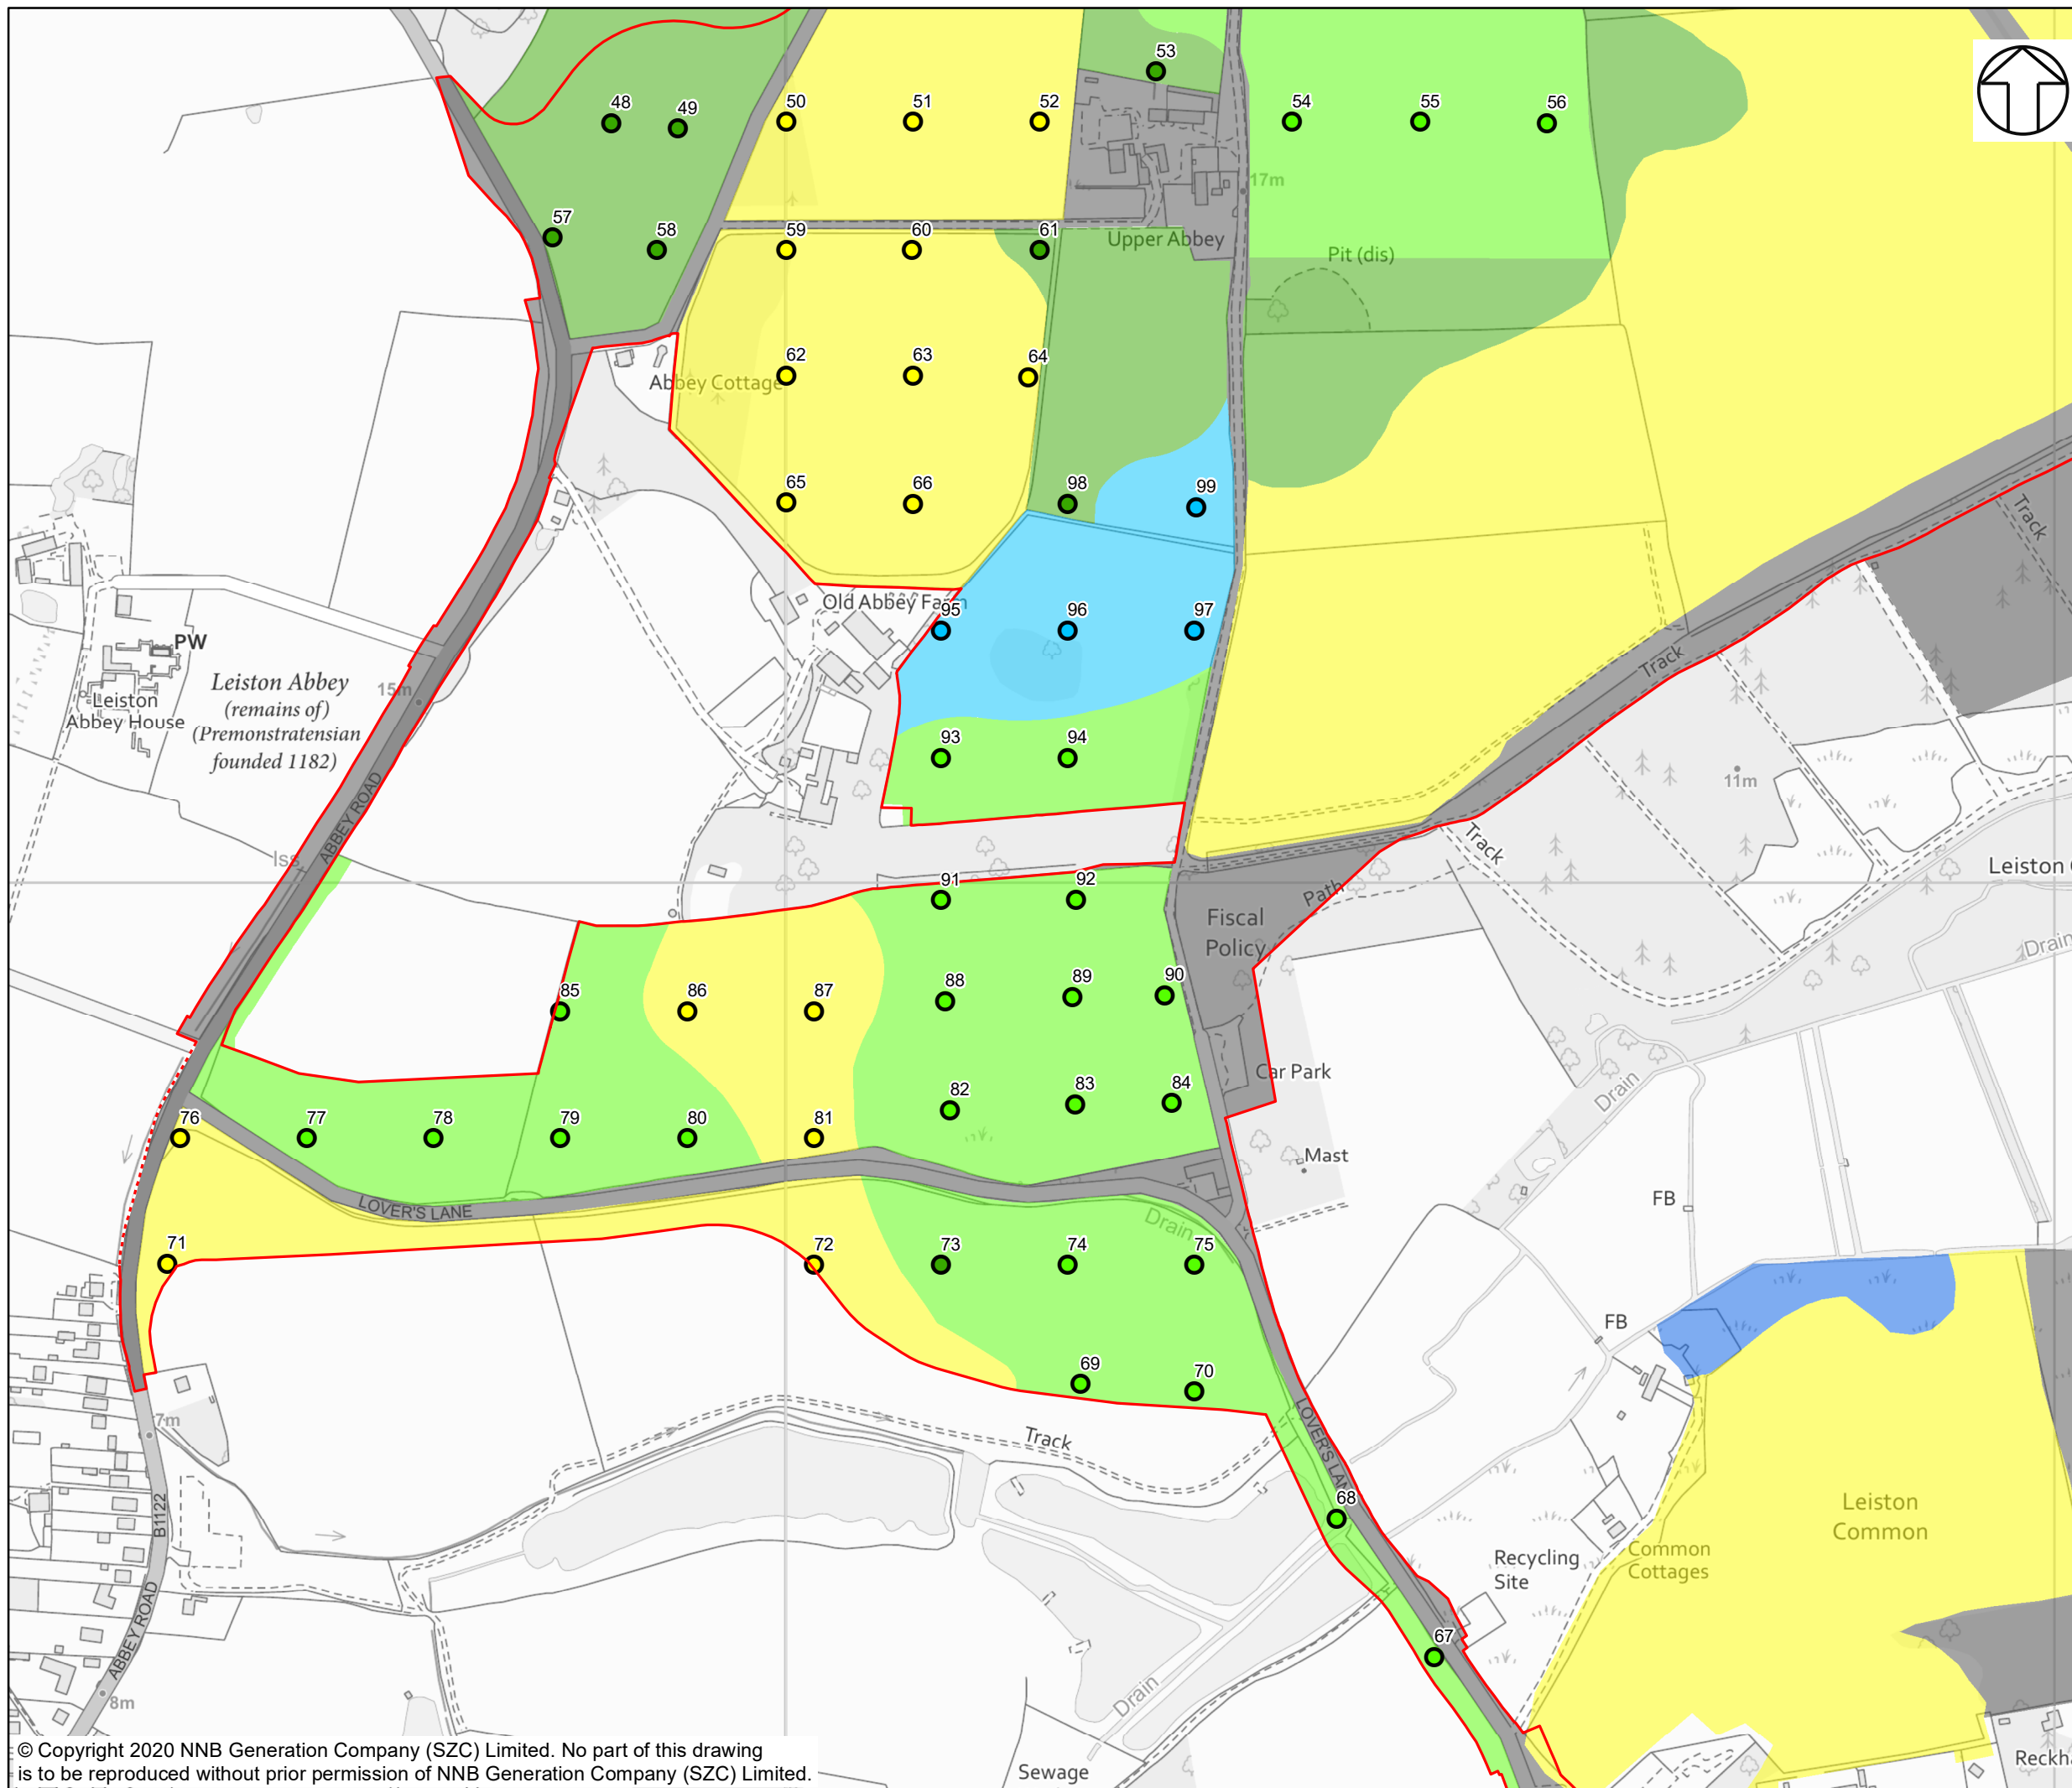 53
48
49
50
51
52
54
55
56
17m
57
58
59
60
61
Upper Abbey
Pit (dis)
62
63
64
Abbey Cottage
65
66
98
99
Track
Old Abbey Farm
95
96
97
PW
Leiston Abbey
(remains of)
(Premonstratensian
founded 1182)
Leiston
Abbey House
15m
Track
93
94
11m
ABBEY ROAD
Iss
Track
Leiston
91
92
Path
Fiscal
Policy
Drain
85
86
87
88
89
90
Car Park
Drain
82
83
84
76
77
78
79
80
81
Mast
LOVER'S LANE
FB
71
72
73
74
75
Drain
FB
69
70
7m
Track
LOVER'S LANE
B1122
68
Leiston
Common
Recycling
Site
Common
Cottages
67
ABBEY ROAD
8m
Drain
© Copyright 2020 NNB Generation Company (SZC) Limited. No part of this drawing
is to be reproduced without prior permission of NNB Generation Company (SZC) Limited.
Sewage
Reckh